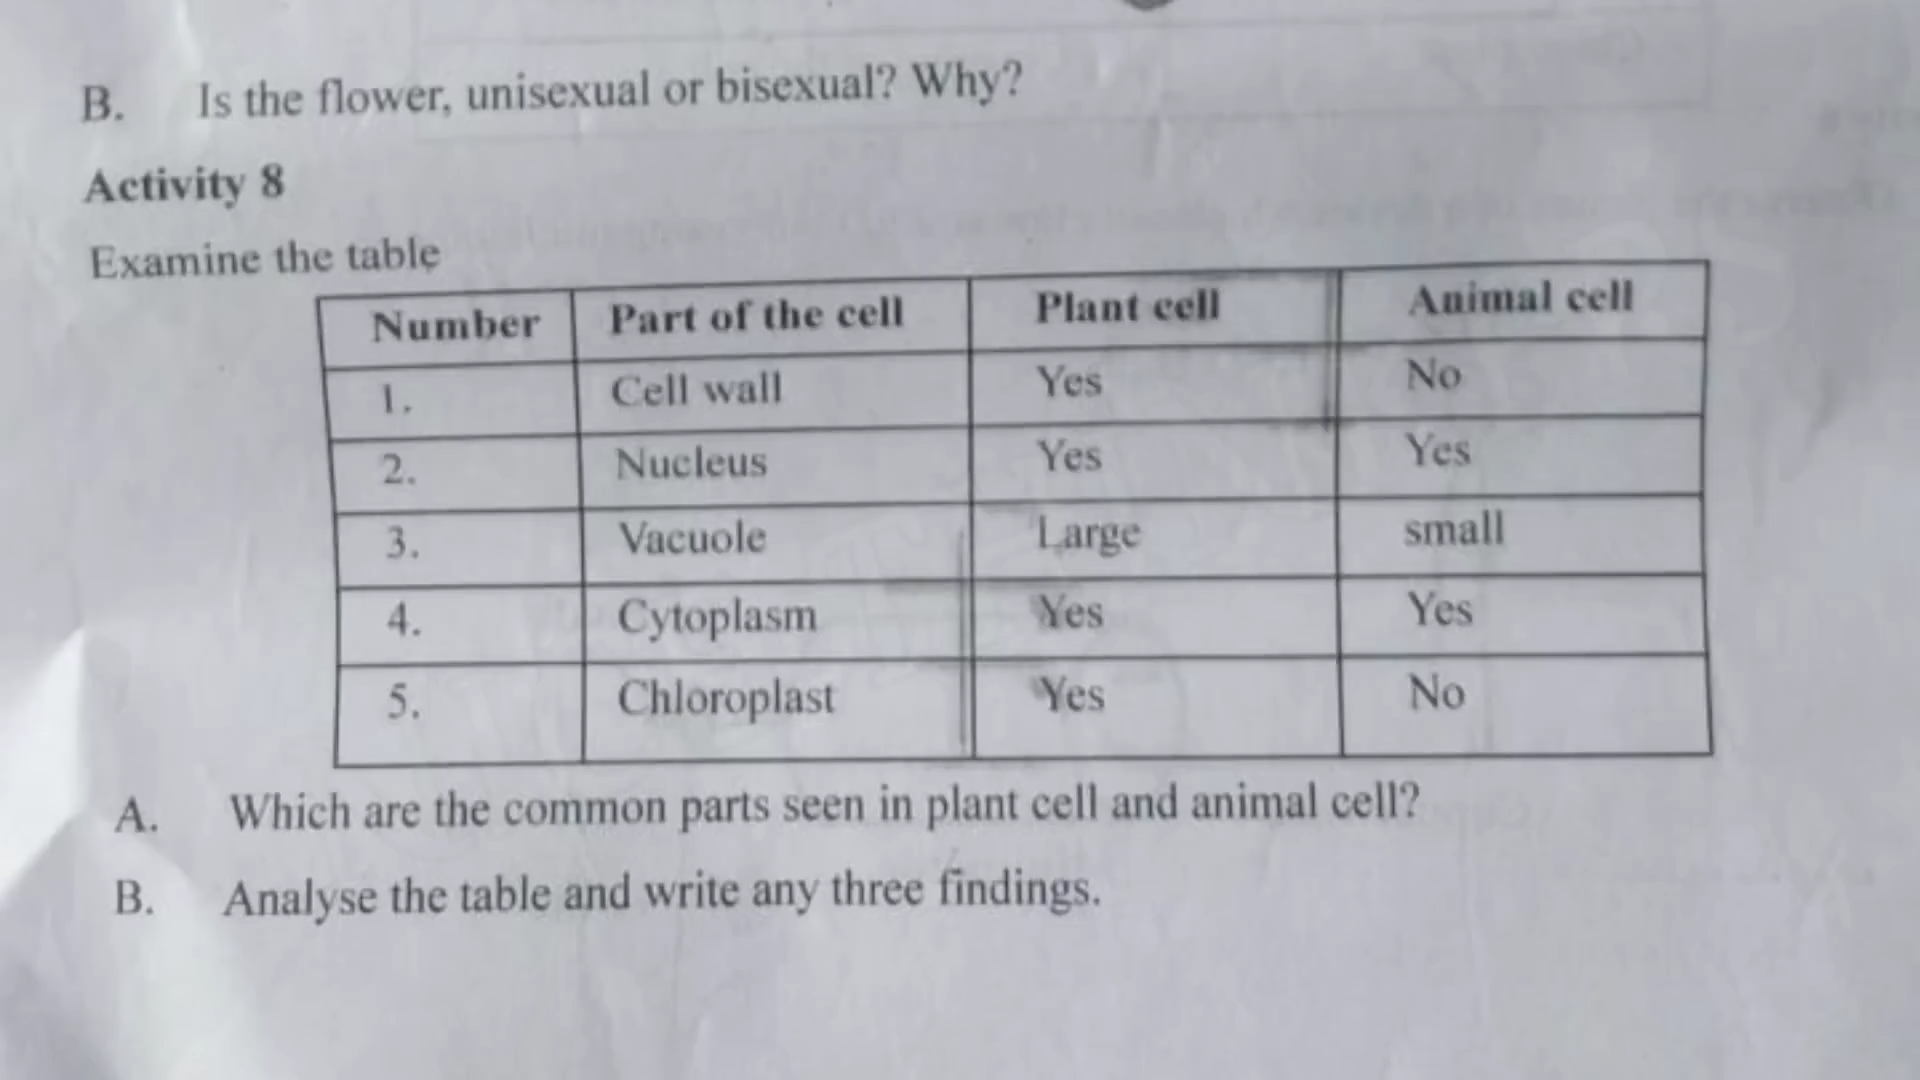 B. Is the flower, unisexual or bisexual? Why?
Activity 8
Examine the table
Number Part of the cell Plant cell Animal cell
1. Cell wall Yes No
2. Nucleus Yes Yes
3. Vacuole Large small
4. Cytoplasm Yes Yes
5. Chloroplast Yes No
A. Which are the common parts seen in plant cell and animal cell?
B. Analyse the table and write any three findings.